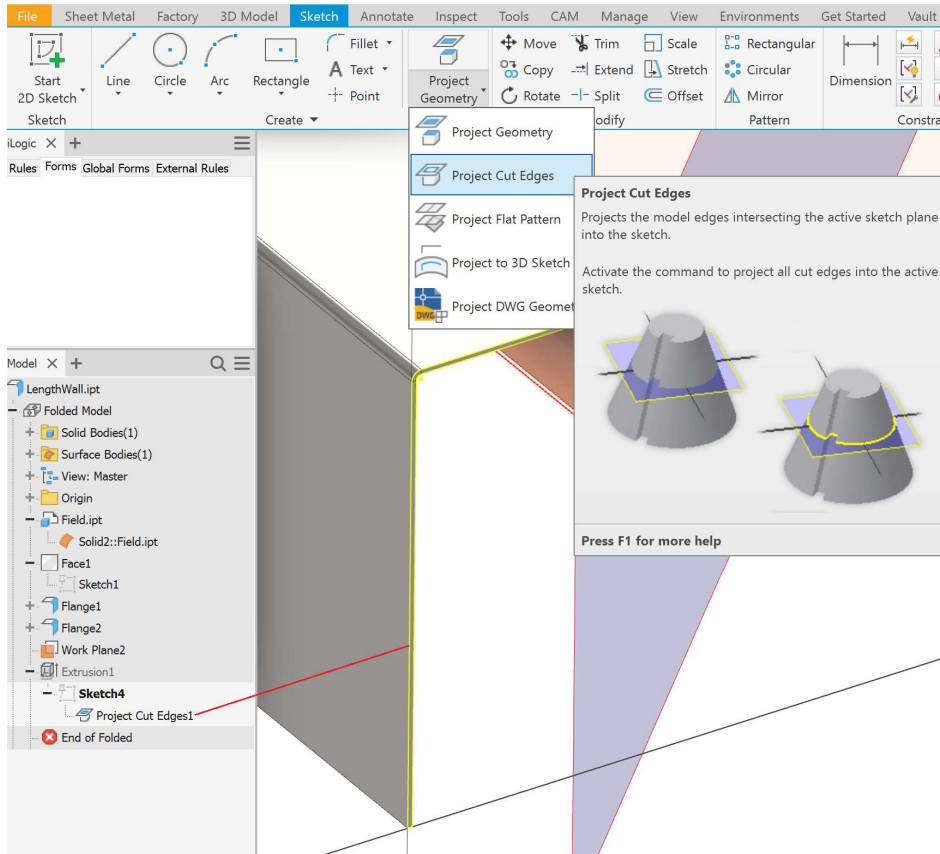 File Sheet Metal Factory 3D Model Sketch Annotate Inspect Tools CAM Manage View Environments Get Started Vault
Start
2D Sketch
Line
Circle
Arc
Rectangle
Fillet
Text
Point
Project
Geometry
Move
Copy
Rotate
Trim
Extend
Split
Scale
Stretch
Offset
Rectangular
Circular
Mirror
Dimension
Sketch
Create
odify
Pattern
Constra
iLogic
Rules Forms Global Forms External Rules
Project Geometry
Project Cut Edges
Project Flat Pattern
Project to 3D Sketch
DWG
Project DWG Geomet
Project Cut Edges
Projects the model edges intersecting the active sketch plane
into the sketch.
Activate the command to project all cut edges into the active
sketch.
Press F1 for more help
Model
LengthWall.ipt
Folded Model
Solid Bodies(1)
Surface Bodies(1)
View: Master
Origin
Field.ipt
Solid2::Field.ipt
Face1
Sketch1
Flange1
Flange2
Work Plane2
Extrusion1
Sketch4
Project Cut Edges1
End of Folded